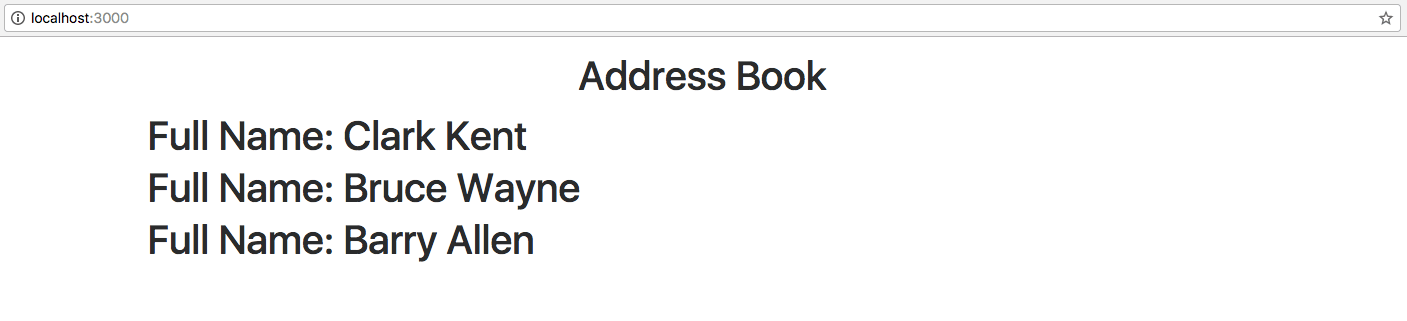 localhost:3000
Address Book
Full Name: Clark Kent
Full Name: Bruce Wayne
Full Name: Barry Allen